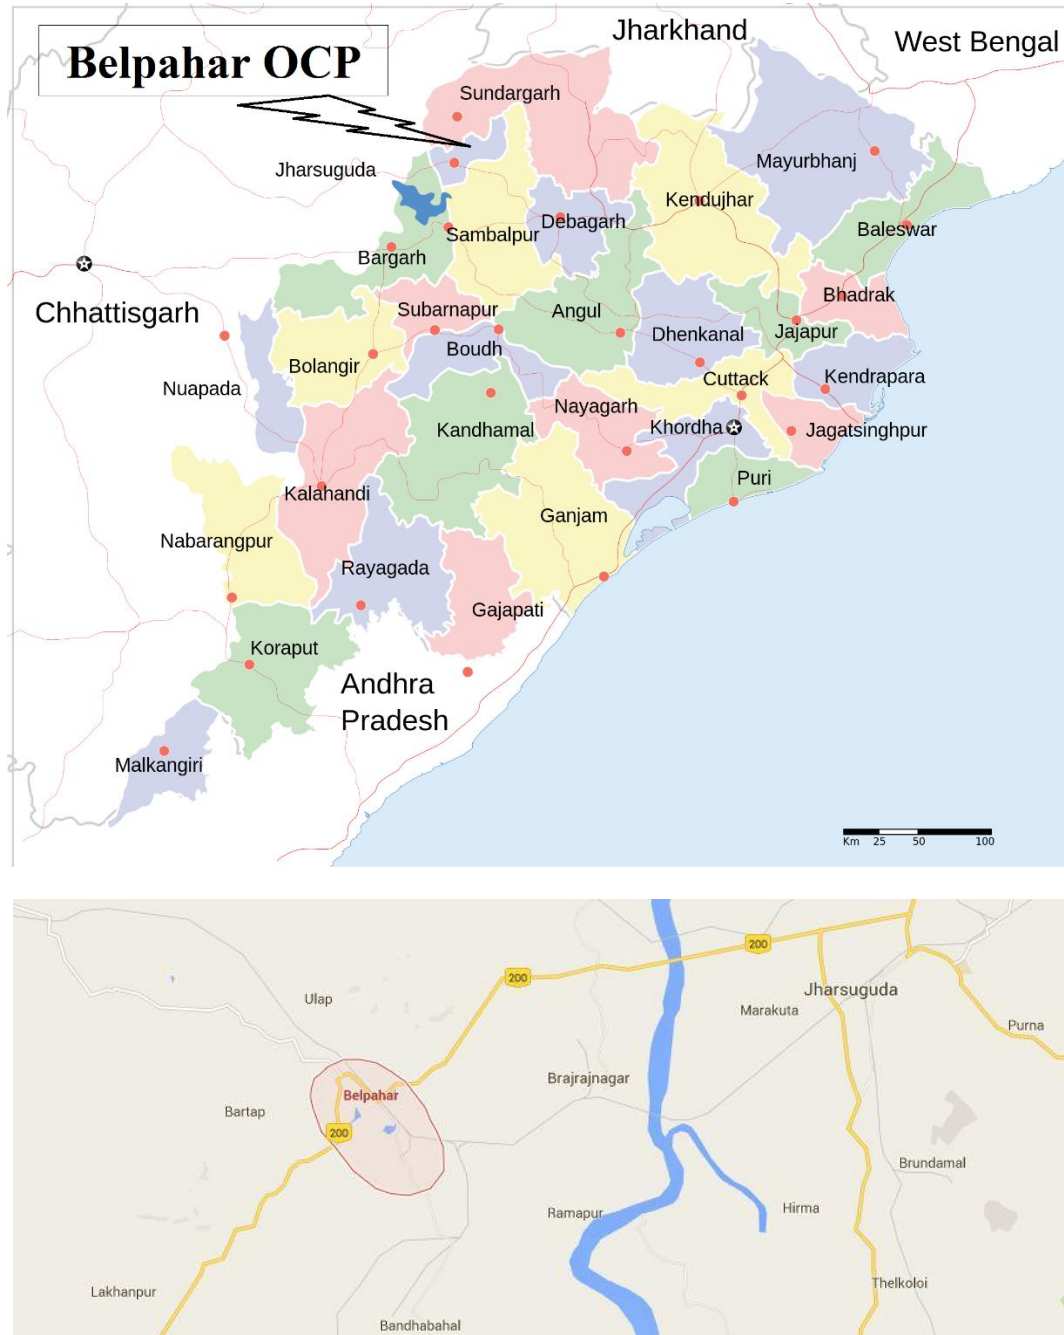 Jharkhand
West Bengal
Belpahar OCP
Sundargarh
Jharsuguda
Mayurbhanj
Kendujhar
Debagarh
Baleswar
Sambalpur
Bargarh
Chhattisgarh
Subarnapur
Angul
Bhadrak
Dhenkanal
Jajapur
Boudh
Bolangir
Nuapada
Cuttack
Kendrapara
Nayagarh
Kandhamal
Khordha
Jagatsinghpur
Puri
Kalahandi
Ganjam
Nabarangpur
Rayagada
Gajapati
Koraput
Andhra
Pradesh
Malkangiri
Km 25 50 100
200
200
Ulap
Jharsuguda
Marakuta
Purna
Brajrajnagar
Belpahar
Bartap
200
Brundamal
Ramapur
Hirma
Lakhanpur
Thelkoloi
Bandhabahal